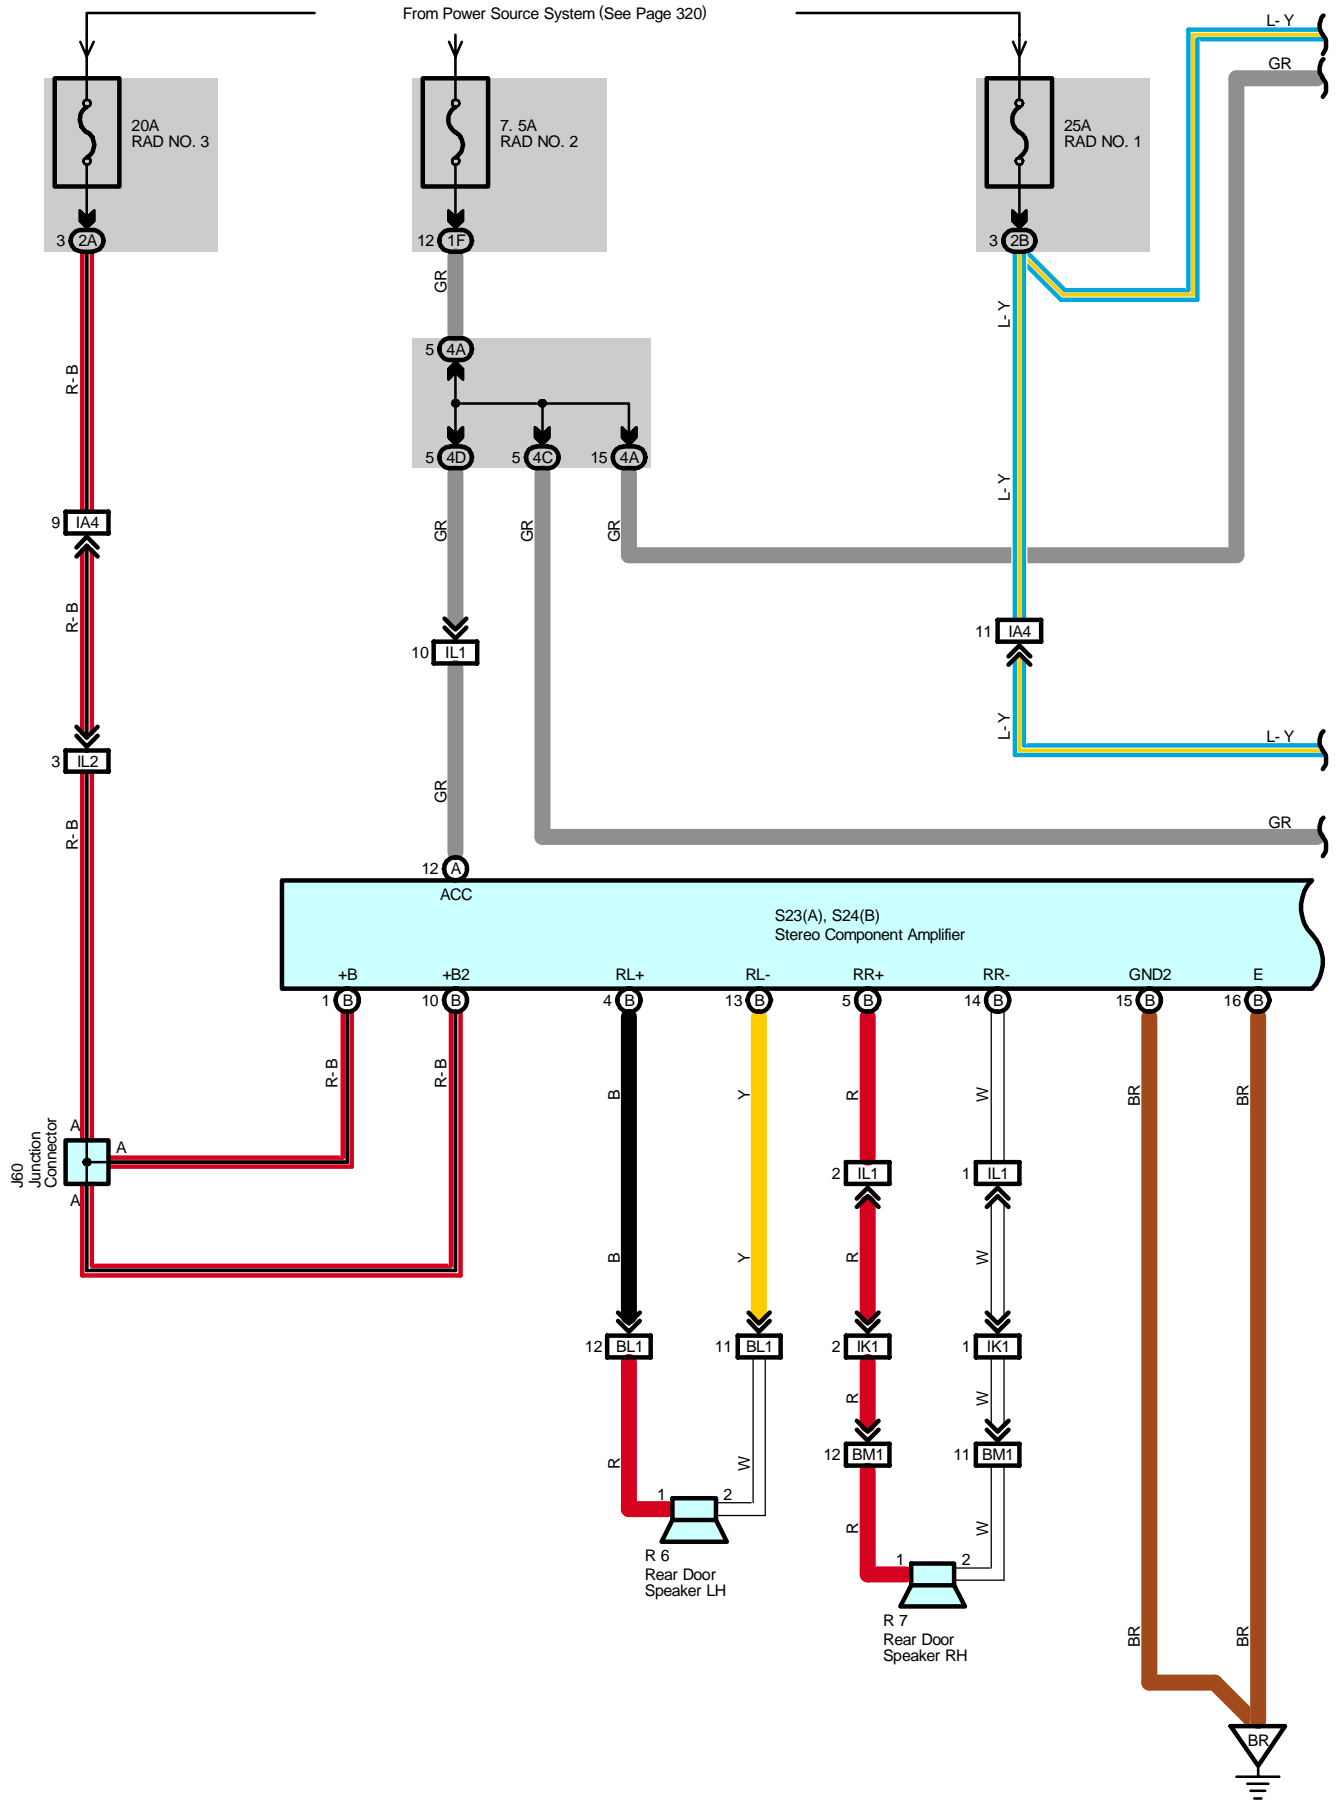 From Power Source System (See Page 320)
L- Y
GR
20A
RAD NO. 3
7. 5A
RAD NO. 2
25A
RAD NO. 1
3 2A
12 1F
3 2B
GR
L- Y
5 4A
R- B
5 4D
5 4C
15 4A
L- Y
9 IA4
GR
GR
GR
R- B
10 IL1
11 IA4
L- Y
L- Y
3 IL2
GR
R- B
GR
12 A
ACC
S23(A), S24(B)
Stereo Component Amplifier
+B
+B2
RL+
RL-
RR+
RR-
GND2
E
1 B
10 B
4 B
13 B
5 B
14 B
15 B
16 B
R- B
R- B
B
Y
R
W
BR
BR
J60
Junction
Connector
A
A
A
2 IL1
1 IL1
B
Y
R
W
12 BL1
11 BL1
2 IK1
1 IK1
R
W
12 BM1
11 BM1
R
W
1
2
R 6
Rear Door
Speaker LH
R
W
1
2
R 7
Rear Door
Speaker RH
BR
BR
BR